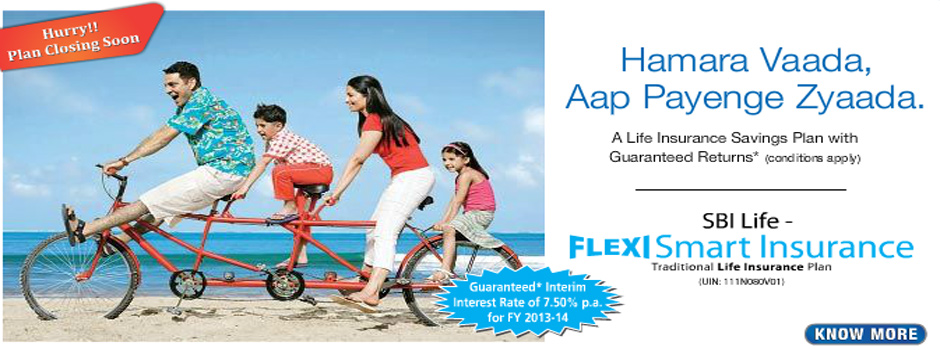 Hurry!!
Plan Closing Soon
Hamara Vaada,
Aap Payenge Zyaada.
A Life Insurance Savings Plan with
Guaranteed Returns* (conditions apply)
SBI Life -
FLEXI Smart Insurance
Traditional Life Insurance Plan
(UIN: 111N080V01)
Guaranteed* Interim
Interest Rate of 7.50% p.a.
for FY 2013-14
KNOW MORE